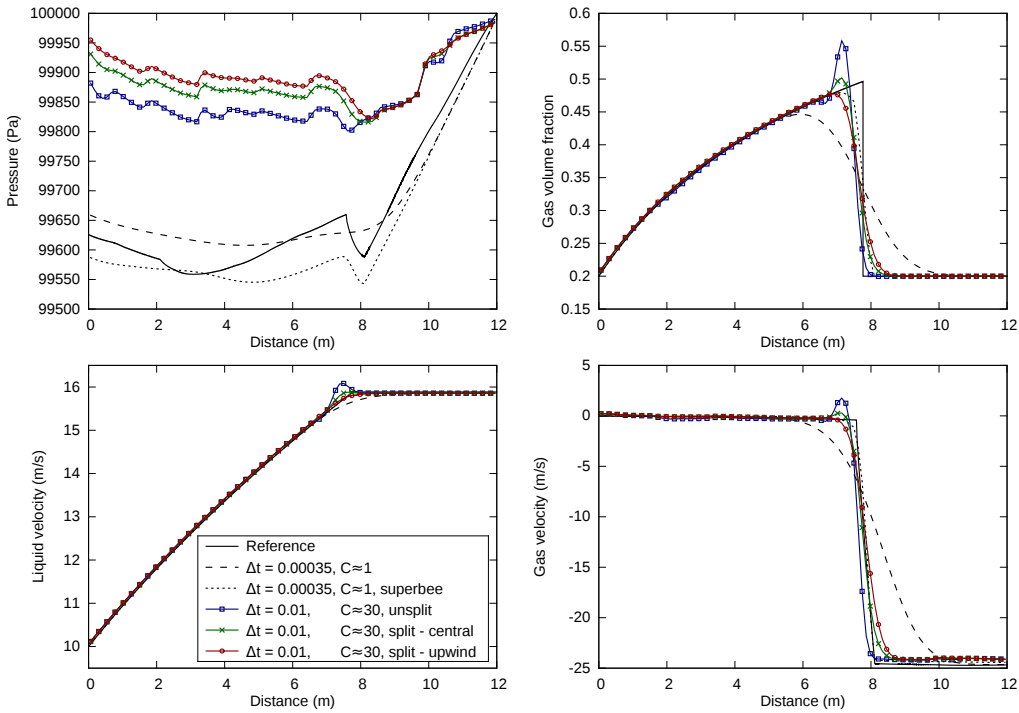 100000
99950
99900
99850
99800
99750
99700
99650
99600
99550
99500
Pressure (Pa)
0 2 4 6 8 10 12
Distance (m)
0.6
0.55
0.5
0.45
0.4
0.35
0.3
0.25
0.2
0.15
Gas volume fraction
0 2 4 6 8 10 12
Distance (m)
16
15
14
13
12
11
10
Liquid velocity (m/s)
Reference
Δt = 0.00035, C≈1
Δt = 0.00035, C≈1, superbee
Δt = 0.01, C≈30, unsplit
Δt = 0.01, C≈30, split - central
Δt = 0.01, C≈30, split - upwind
0 2 4 6 8 10 12
Distance (m)
5
0
-5
-10
-15
-20
-25
Gas velocity (m/s)
0 2 4 6 8 10 12
Distance (m)